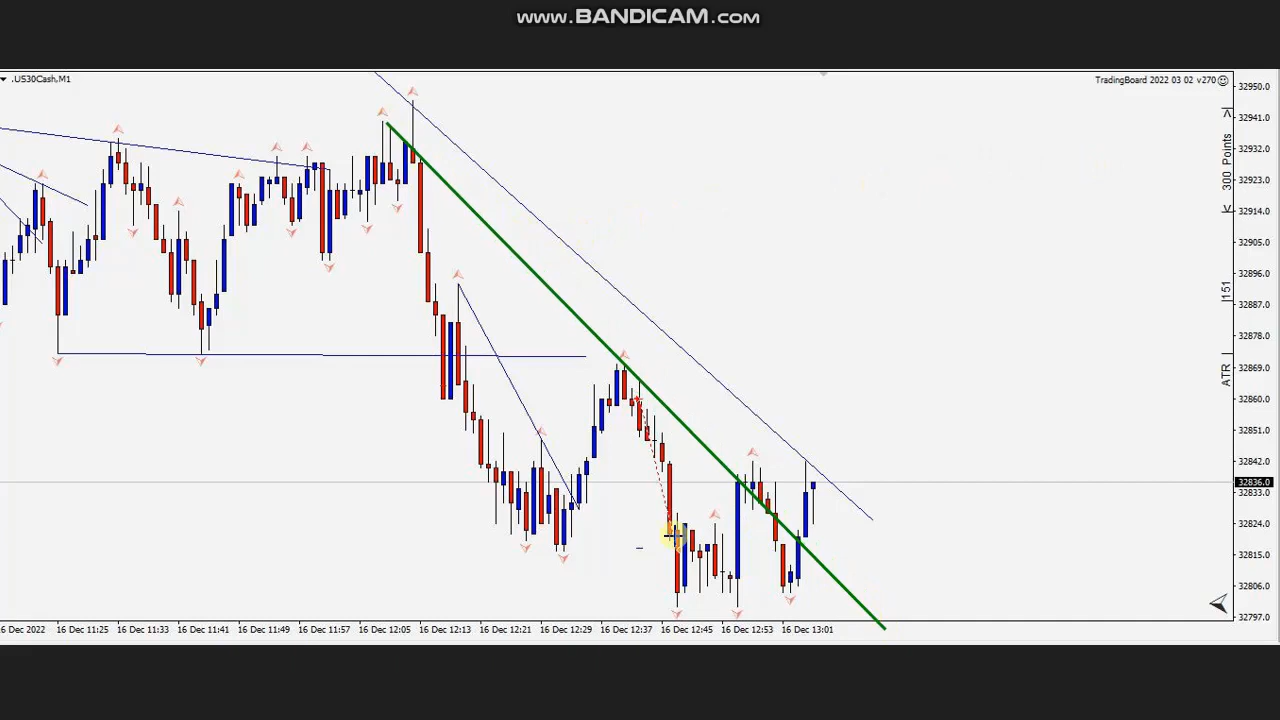 www.BANDICAM.com
.US30Cash,M1
TradingBoard 2022 03 02 v270
32950.0
32941.0
32932.0
32923.0
32914.0
32905.0
32896.0
32887.0
32878.0
32869.0
32860.0
32851.0
32842.0
32836.0
32833.0
32824.0
32815.0
32806.0
32797.0
300 Points
151
ATR
6 Dec 2022
16 Dec 11:25
16 Dec 11:33
16 Dec 11:41
16 Dec 11:49
16 Dec 11:57
16 Dec 12:05
16 Dec 12:13
16 Dec 12:21
16 Dec 12:29
16 Dec 12:37
16 Dec 12:45
16 Dec 12:53
16 Dec 13:01